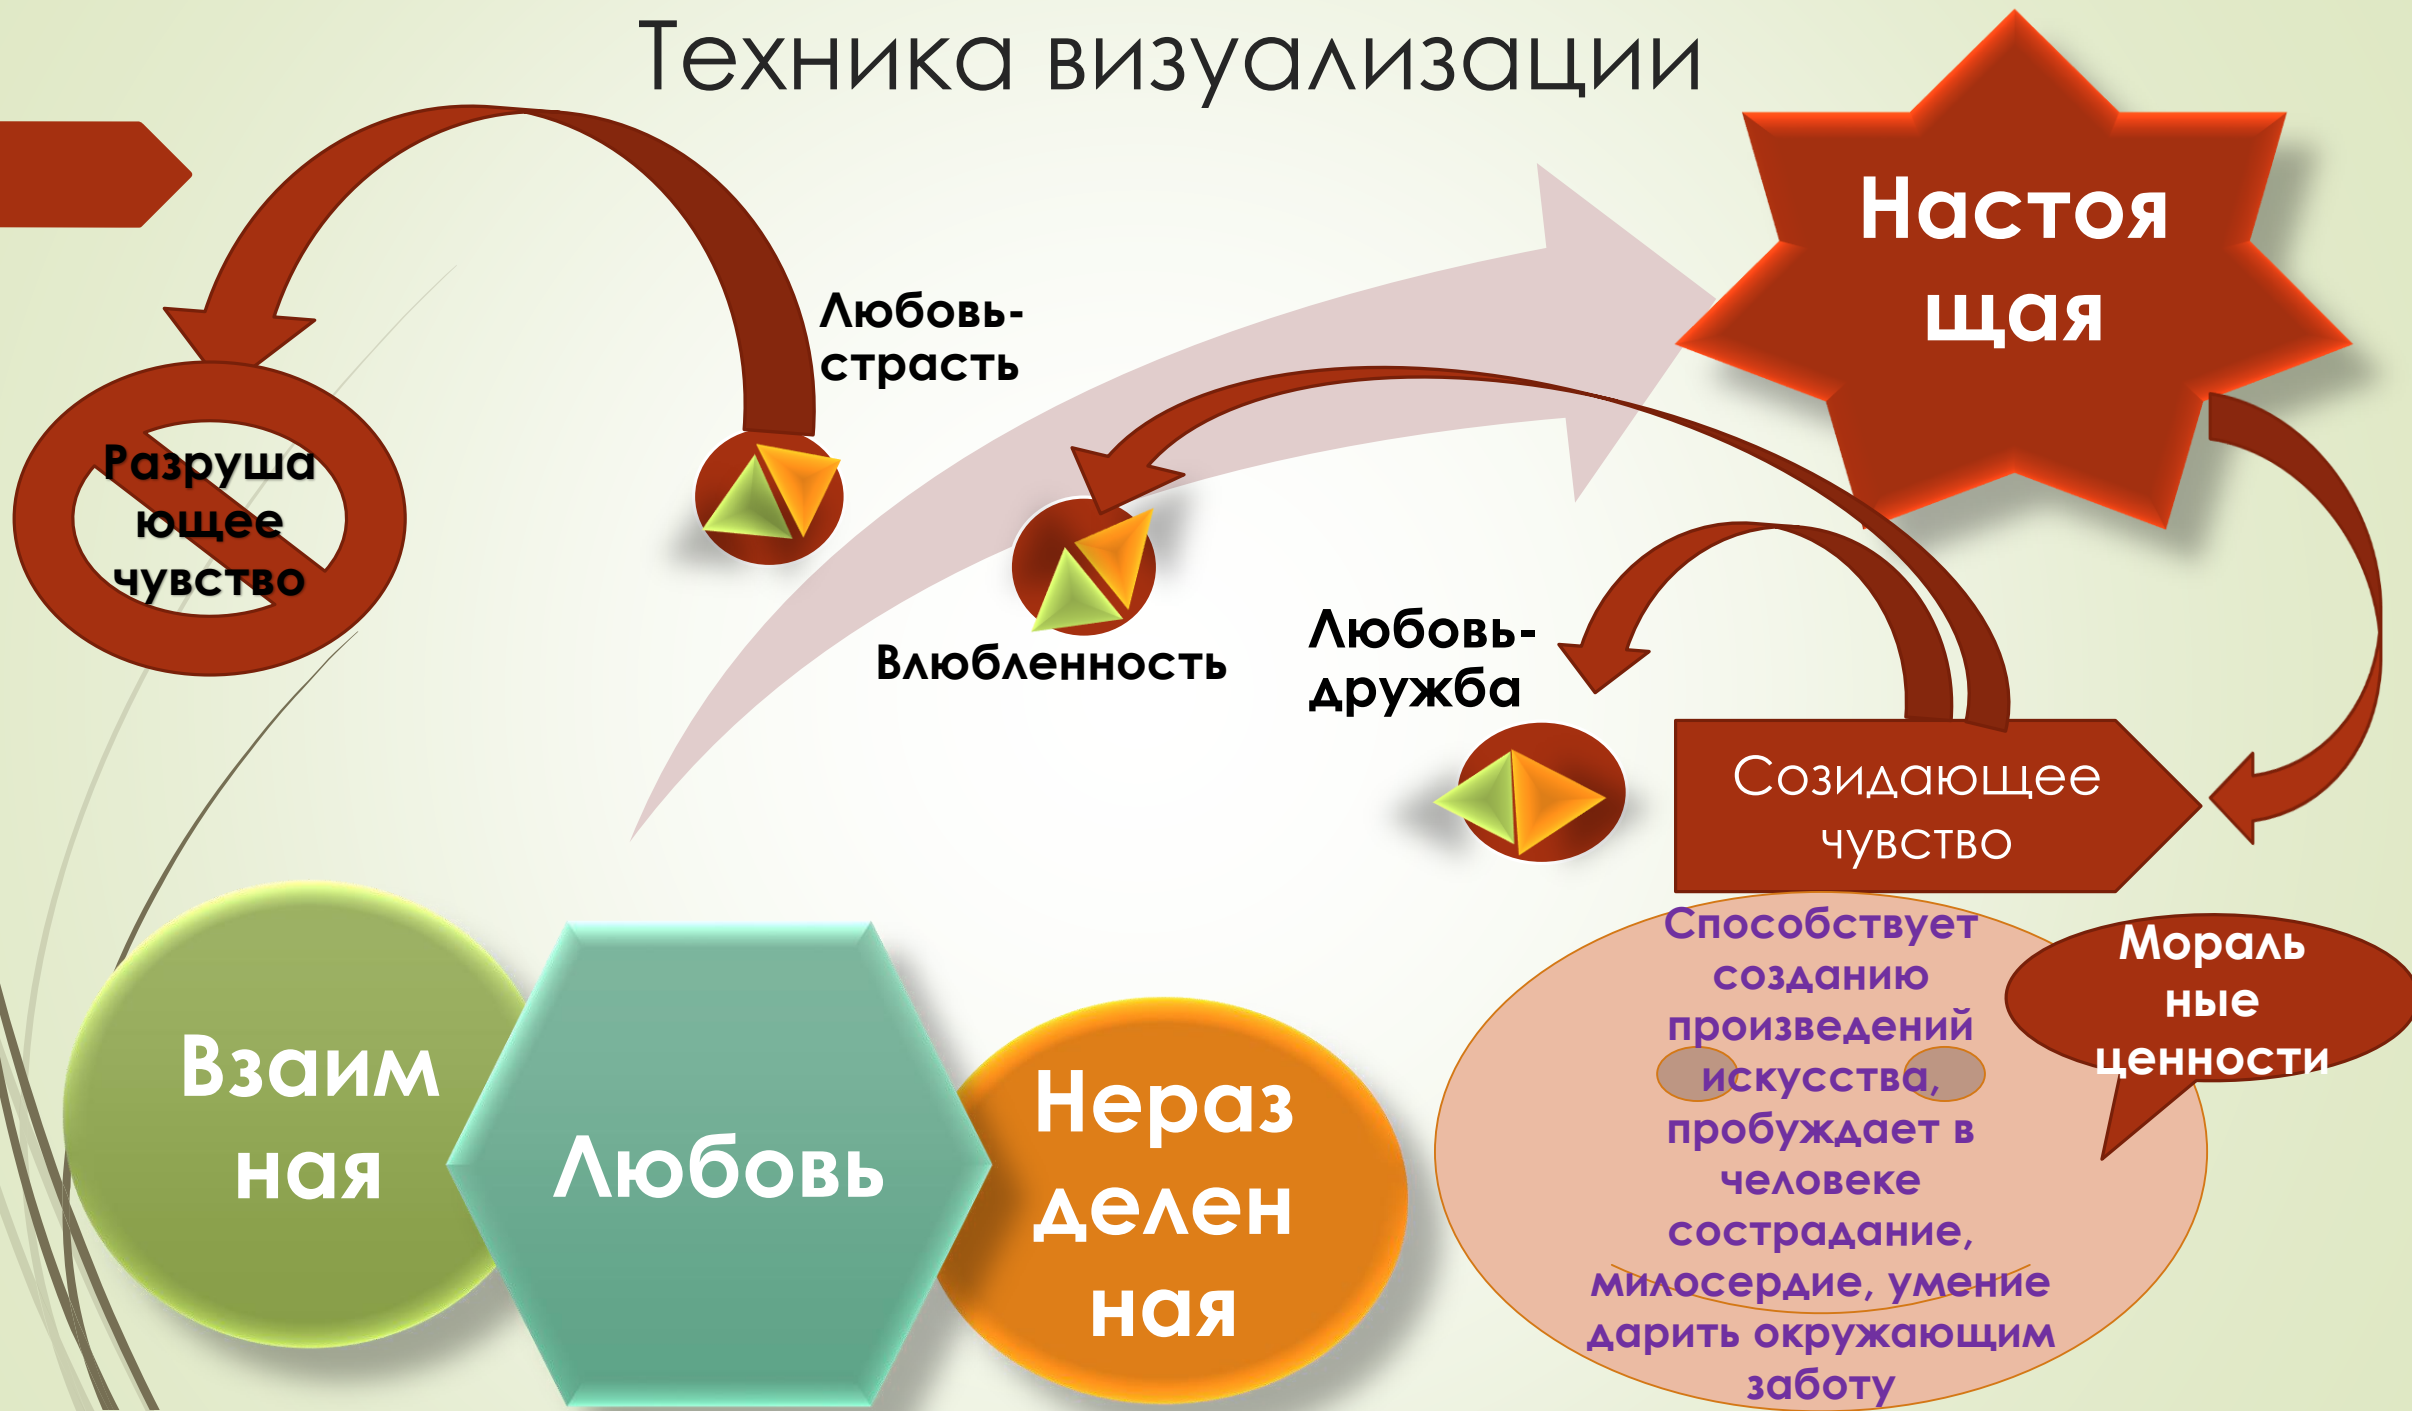 Техника визуализации
Настоя
щая
Любовь-
страсть
Разруша
ющее
чувство
Влюбленность
Любовь-
дружба
Созидающее
чувство
Взаим
ная
Любовь
Нераз
делен
ная
Способствует
созданию
произведений
искусства,
пробуждает в
человеке
сострадание,
милосердие, умение
дарить окружающим
заботу
Мораль
ные
ценности